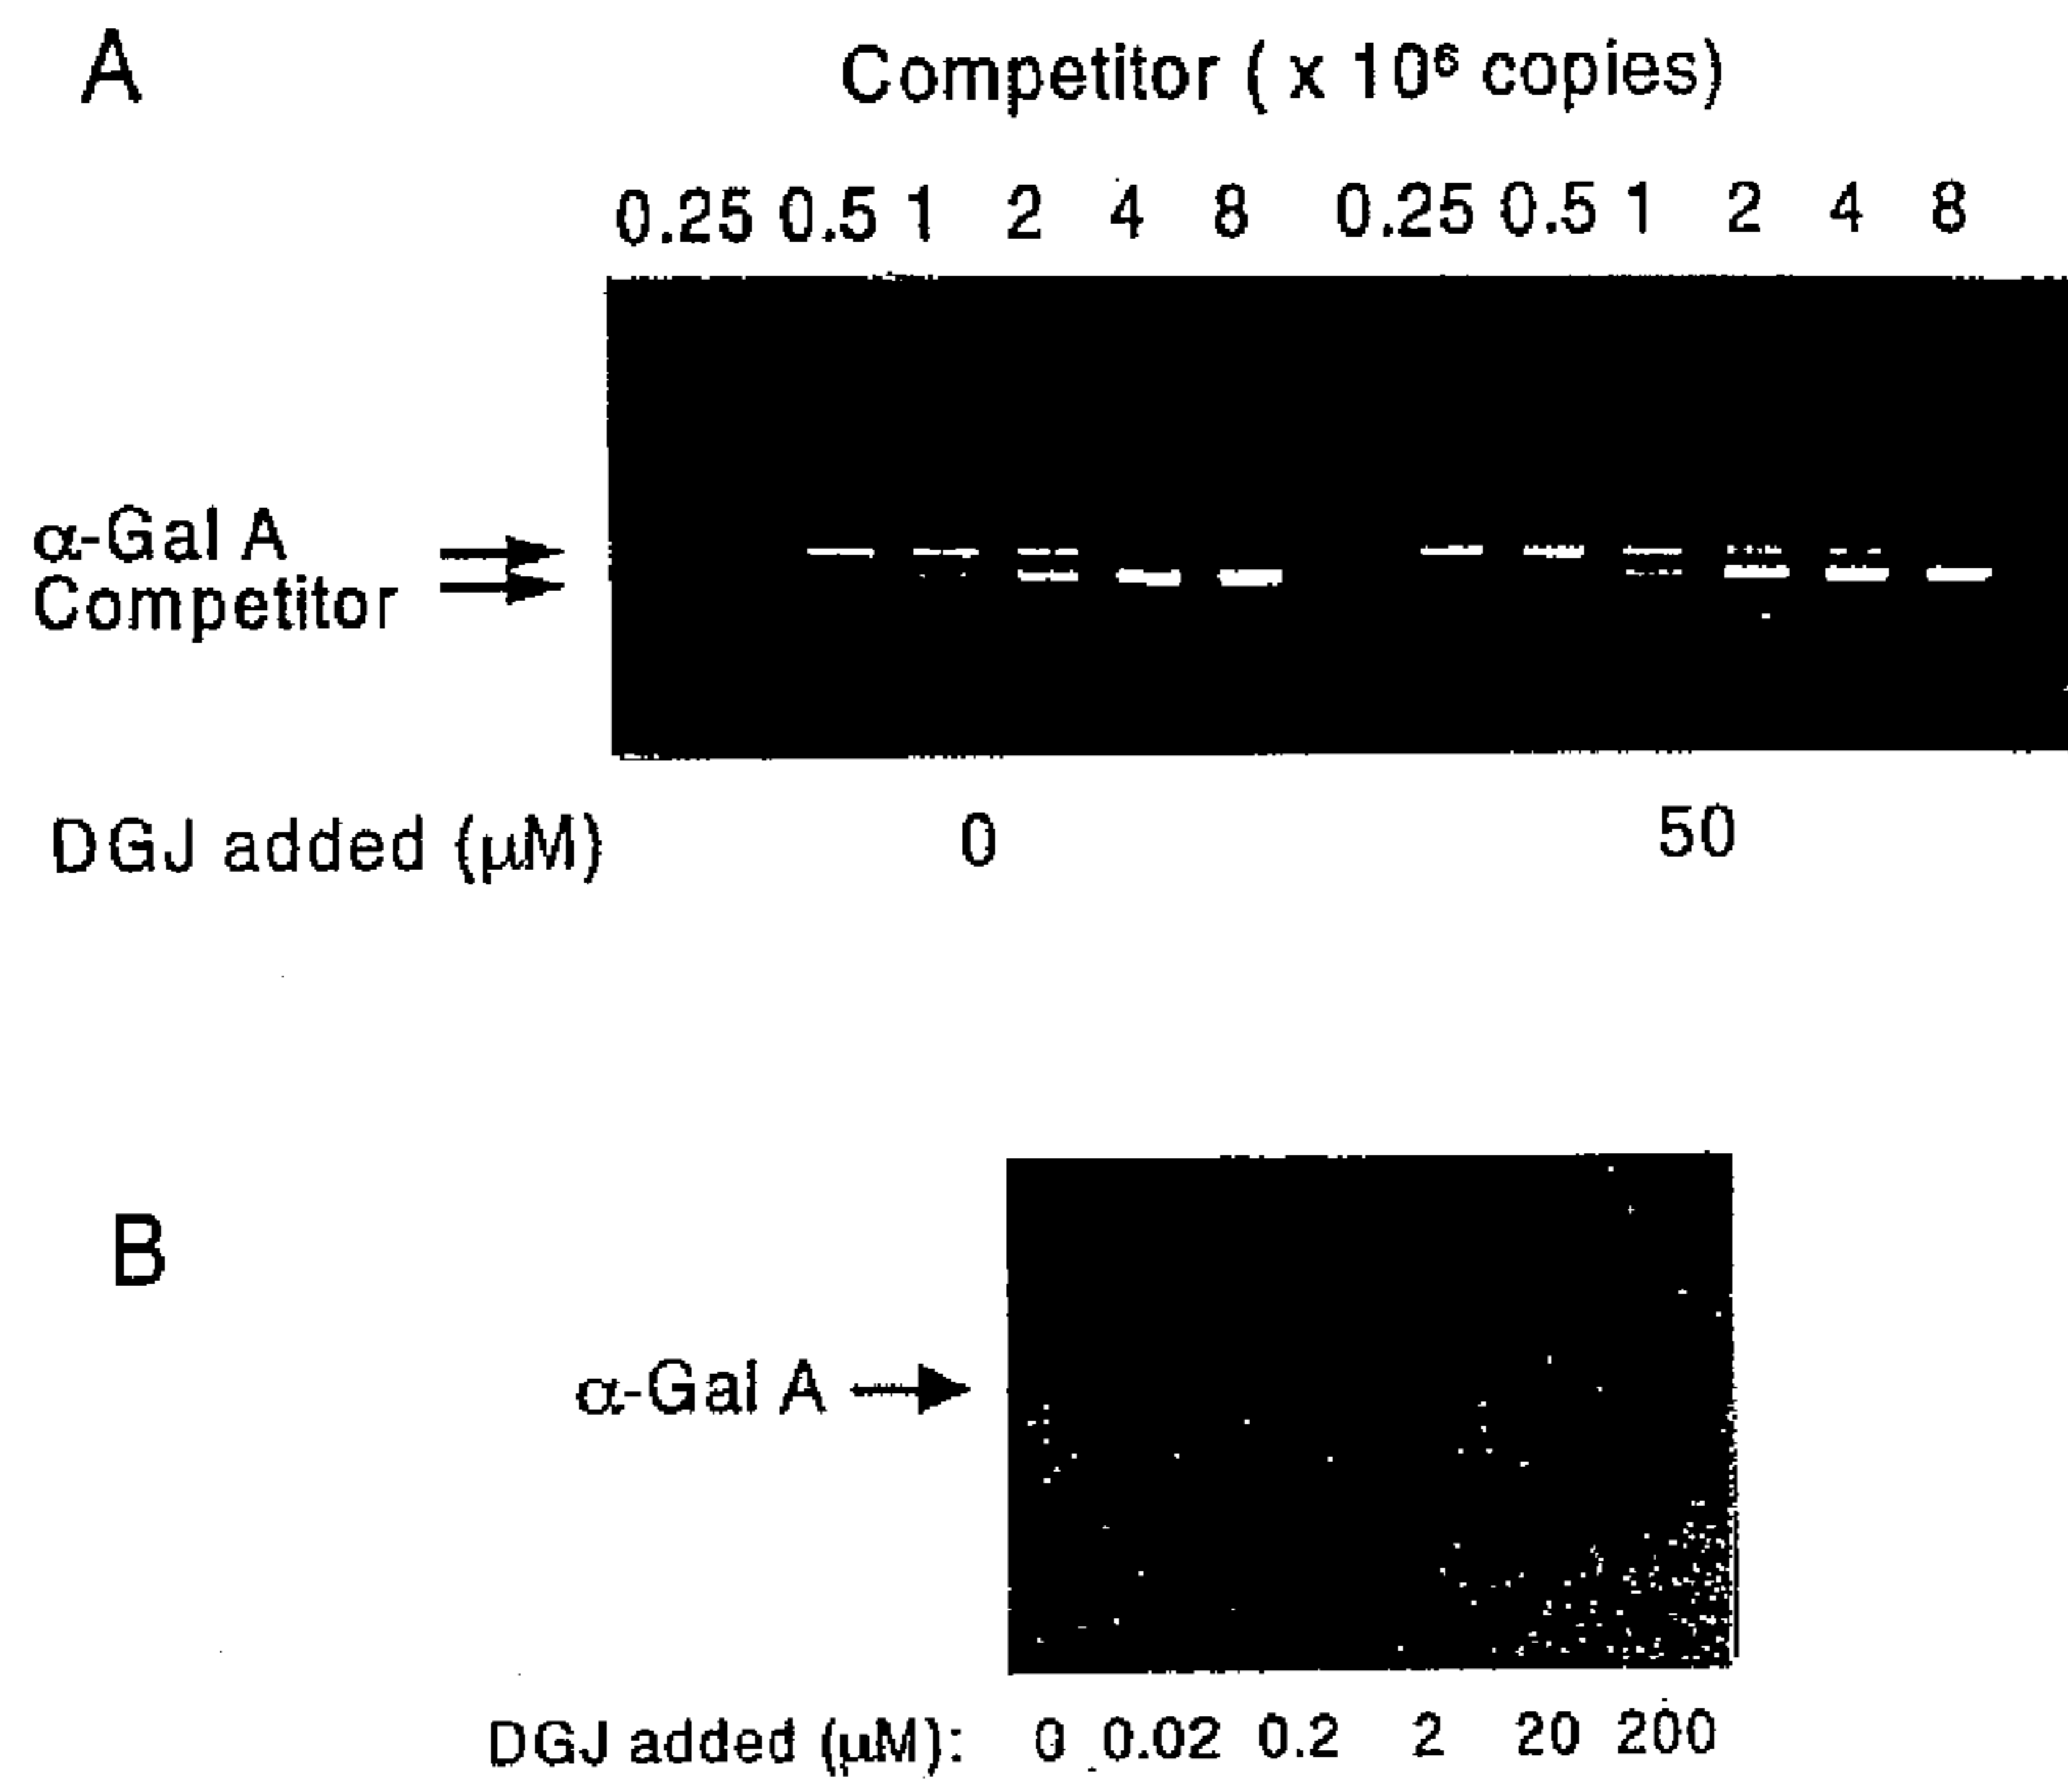 A
Competitor ( x 10⁶ copies)
0.25 0.5 1 2 4 8 0.25 0.5 1 2 4 8
α-Gal A
Competitor
DGJ added (μM) 0 50
B
α-Gal A
DGJ added (μM): 0 0.02 0.2 2 20 200